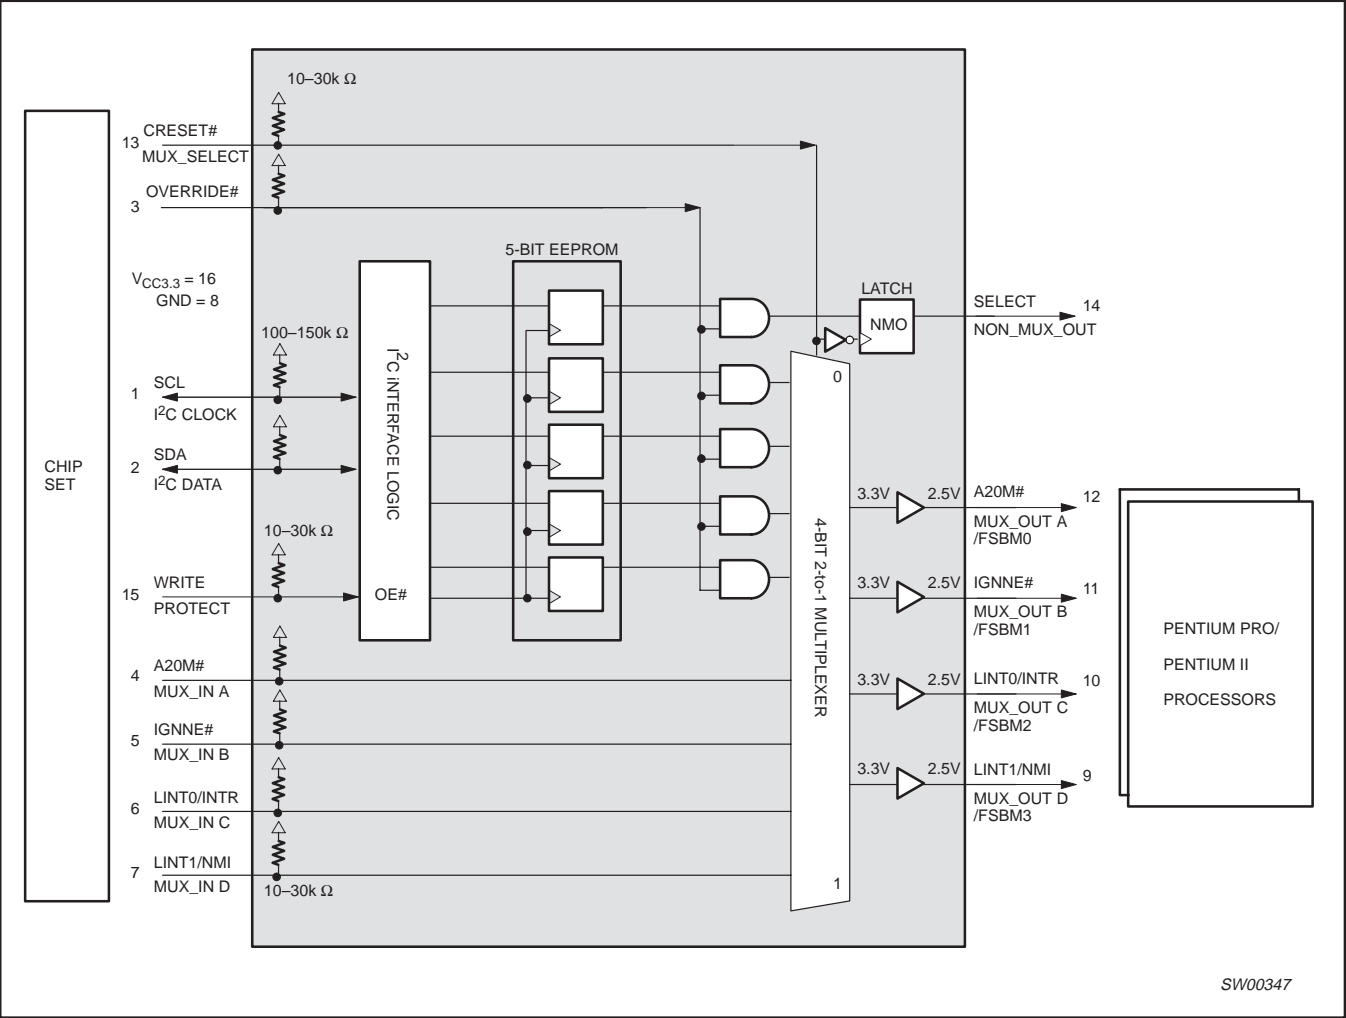 10–30k Ω
CRESET#
13
MUX_SELECT
OVERRIDE#
3
5-BIT EEPROM
VCC3.3 = 16
GND = 8
LATCH
NMO
SELECT
14
NON_MUX_OUT
100–150k Ω
I2C iNTERFACE LOGIC
OE#
0
SCL
1
I2C CLOCK
SDA
2
I2C DATA
CHIP
SET
10–30k Ω
WRITE
15
PROTECT
4-BIT 2-to-1 MULTIPLEXER
3.3V
2.5V
A20M#
12
MUX_OUT A
/FSBM0
3.3V
2.5V
IGNNE#
11
MUX_OUT B
/FSBM1
3.3V
2.5V
LINT0/INTR
10
MUX_OUT C
/FSBM2
3.3V
2.5V
LINT1/NMI
9
MUX_OUT D
/FSBM3
PENTIUM PRO/
PENTIUM II
PROCESSORS
A20M#
4
MUX_IN A
IGNNE#
5
MUX_IN B
LINT0/INTR
6
MUX_IN C
LINT1/NMI
7
MUX_IN D
10–30k Ω
1
SW00347